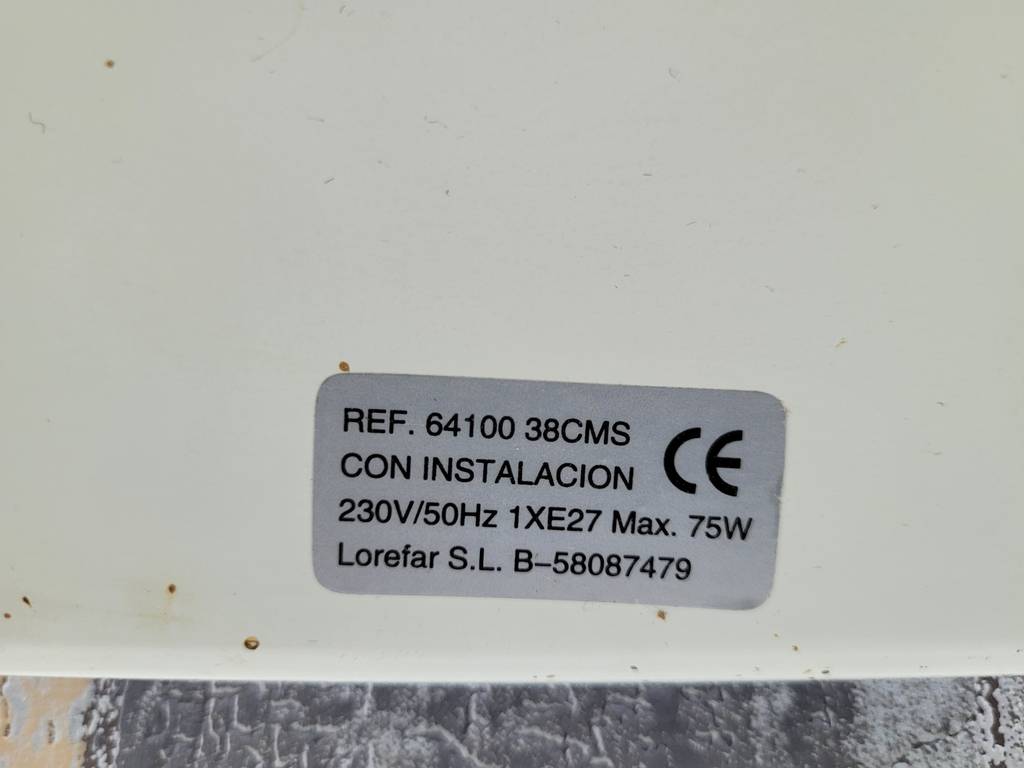 REF. 64100 38CMS
CON INSTALACION CE
230V/50Hz 1XE27 Max. 75W
Lorefar S.L. B–58087479